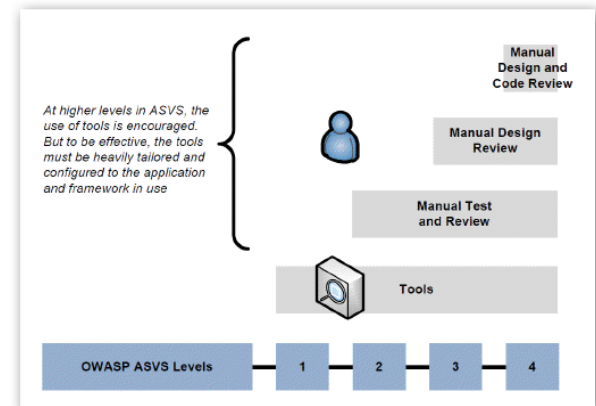 Manual
Design and
Code Review
At higher levels in ASVS, the
use of tools is encouraged.
But to be effective, the tools
must be heavily tailored and
configured to the application
and framework in use
Manual Design
Review
Manual Test
and Review
Tools
OWASP ASVS Levels
1
2
3
4